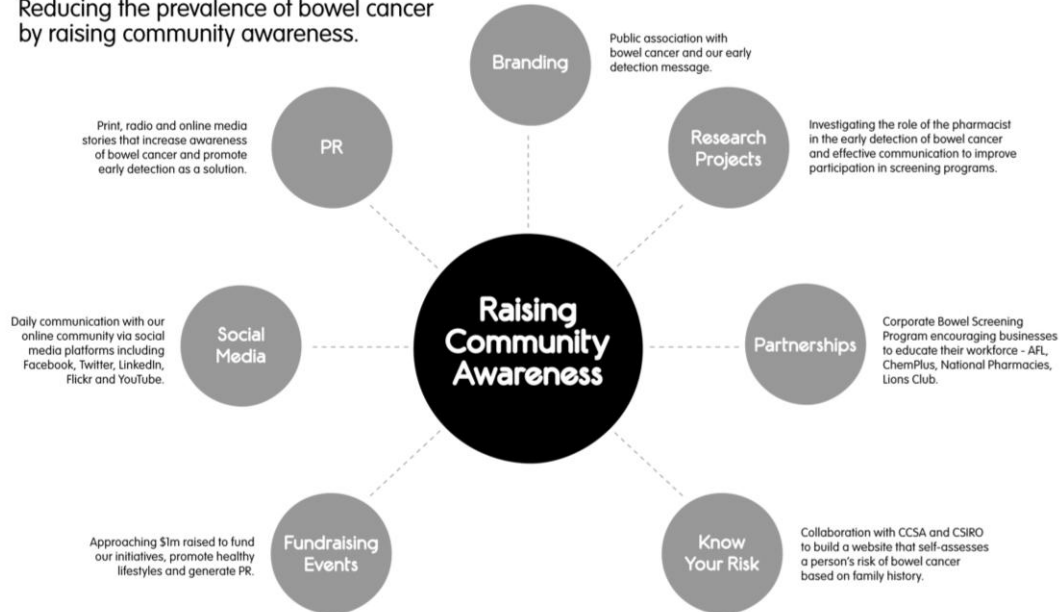 Reducing the prevalence of bowel cancer
by raising community awareness.
Branding
Public association with
bowel cancer and our early
detection message.
PR
Print, radio and online media
stories that increase awareness
of bowel cancer and promote
early detection as a solution.
Research
Projects
Investigating the role of the pharmacist
in the early detection of bowel cancer
and effective communication to improve
participation in screening programs.
Raising
Community
Awareness
Social
Media
Daily communication with our
online community via social
media platforms including
Facebook, Twitter, LinkedIn,
Flickr and YouTube.
Partnerships
Corporate Bowel Screening
Program encouraging businesses
to educate their workforce - AFL,
ChemPlus, National Pharmacies,
Lions Club.
Fundraising
Events
Approaching $1m raised to fund
our initiatives, promote healthy
lifestyles and generate PR.
Know
Your Risk
Collaboration with CCSA and CSIRO
to build a website that self-assesses
a person's risk of bowel cancer
based on family history.